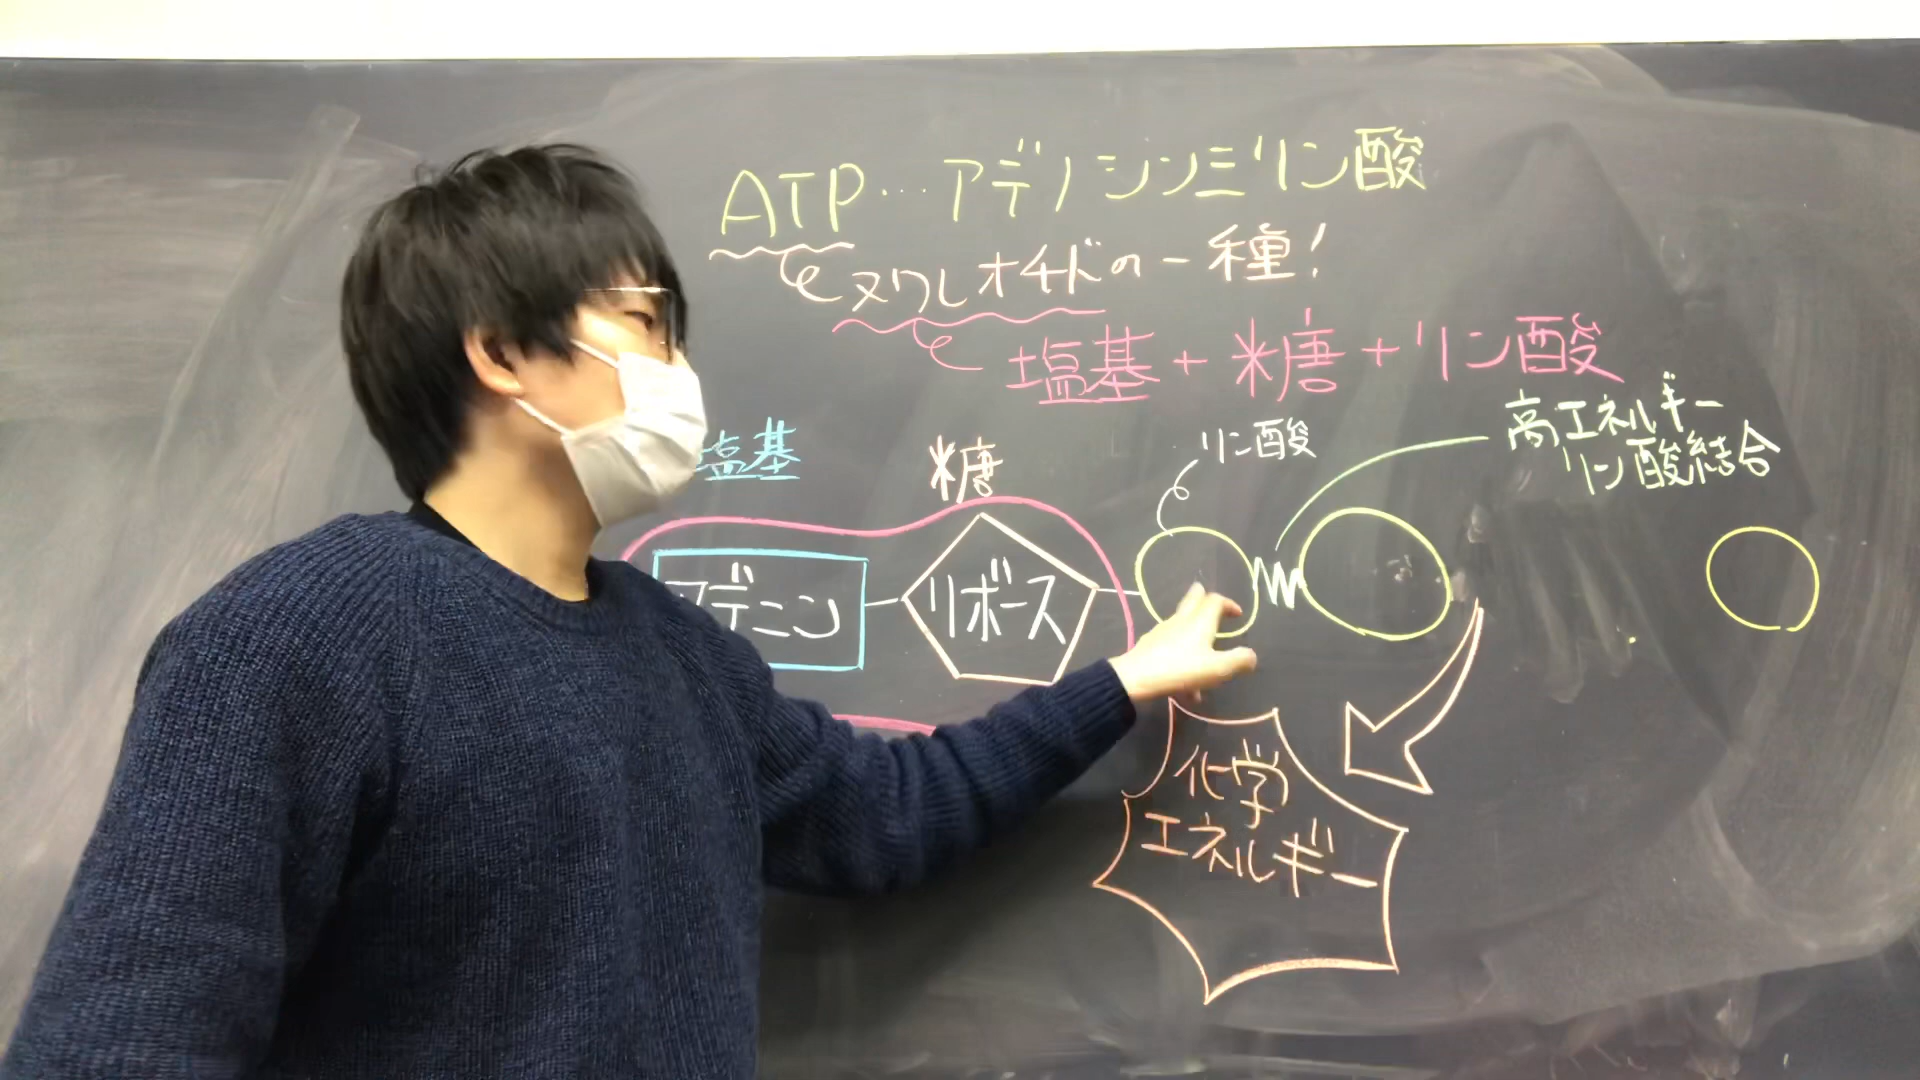 ATP…アデノシン三リン酸
ヌクレオチドの一種!
塩基+糖+リン酸
塩基
糖
リン酸
高エネルギー
リン酸結合
アデニン
リボース
化学
エネルギー